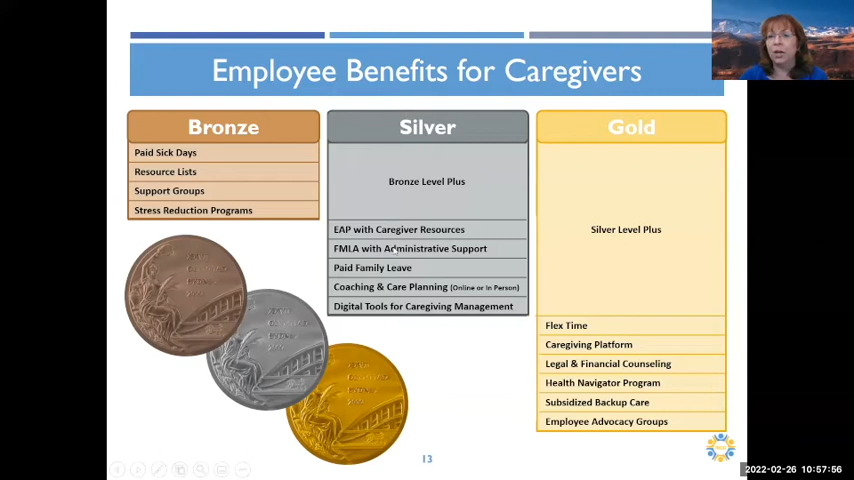 Employee Benefits for Caregivers
Bronze
Paid Sick Days
Resource Lists
Support Groups
Stress Reduction Programs
Silver
Bronze Level Plus
EAP with Caregiver Resources
FMLA with Administrative Support
Paid Family Leave
Coaching & Care Planning (Online or In Person)
Digital Tools for Caregiving Management
Gold
Silver Level Plus
Flex Time
Caregiving Platform
Legal & Financial Counseling
Health Navigator Program
Subsidized Backup Care
Employee Advocacy Groups
13
2022-02-26 10:57:56